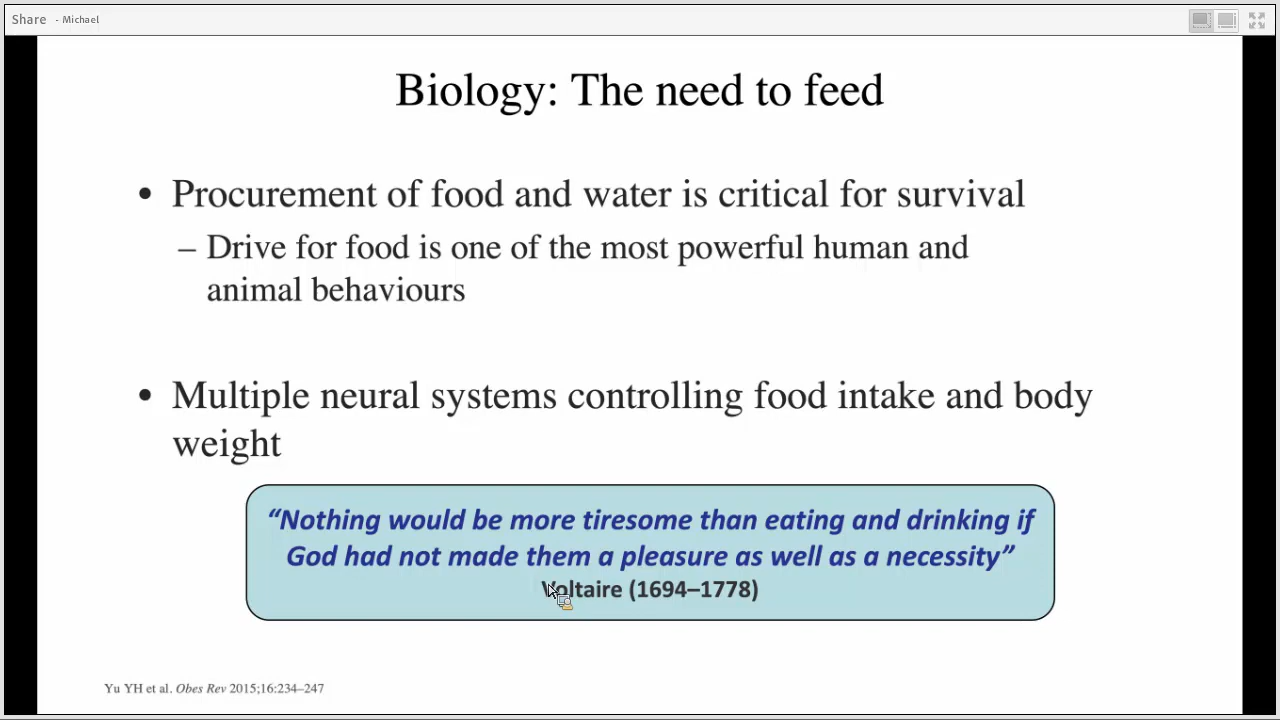 Share - Michael
Biology: The need to feed
• Procurement of food and water is critical for survival
– Drive for food is one of the most powerful human and
animal behaviours
• Multiple neural systems controlling food intake and body
weight
“Nothing would be more tiresome than eating and drinking if
God had not made them a pleasure as well as a necessity”
Voltaire (1694–1778)
Yu YH et al. Obes Rev 2015;16:234–247